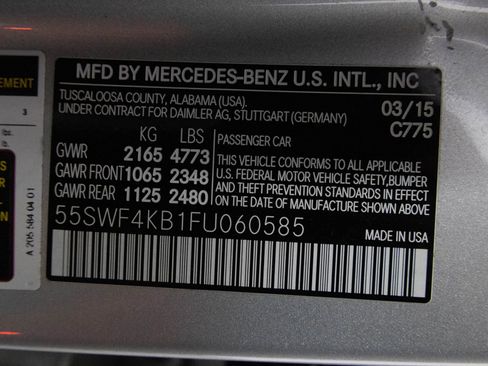 MFD BY MERCEDES-BENZ U.S. INTL., INC
TUSCALOOSA COUNTY, ALABAMA (USA).
UNDER CONTRACT FOR DAIMLER AG, STUTTGART (GERMANY)
03/15
C775
KG LBS
GVWR 2165 4773
GAWR FRONT 1065 2348
GAWR REAR 1125 2480
PASSENGER CAR
THIS VEHICLE CONFORMS TO ALL APPLICABLE
U.S. FEDERAL MOTOR VEHICLE SAFETY, BUMPER
AND THEFT PREVENTION STANDARDS IN EFFECT
ON THE DATE OF MANUFACTURE SHOWN ABOVE.
55SWF4KB1FU060585
MADE IN USA
EMENT
3
lbs.
A 205 584 04 01